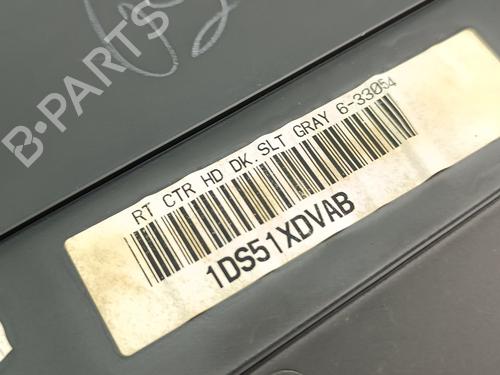 B-PARTS
RT CTR HD DK.SLT GRAY 6-33054
1DS51XDVAB